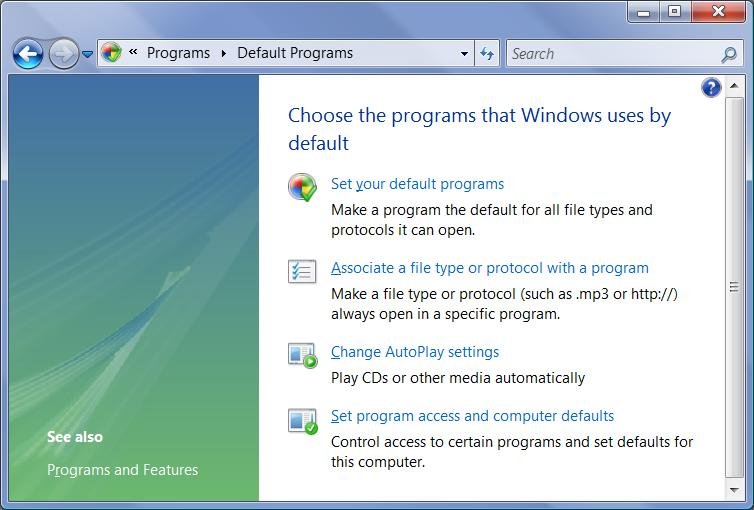 « Programs › Default Programs
Search
Choose the programs that Windows uses by
default
Set your default programs
Make a program the default for all file types and
protocols it can open.
Associate a file type or protocol with a program
Make a file type or protocol (such as .mp3 or http://)
always open in a specific program.
Change AutoPlay settings
Play CDs or other media automatically
Set program access and computer defaults
Control access to certain programs and set defaults for
this computer.
See also
Programs and Features